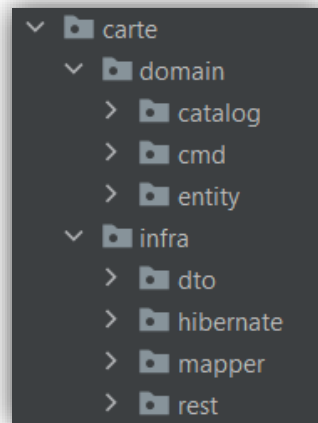 carte
domain
catalog
cmd
entity
infra
dto
hibernate
mapper
rest